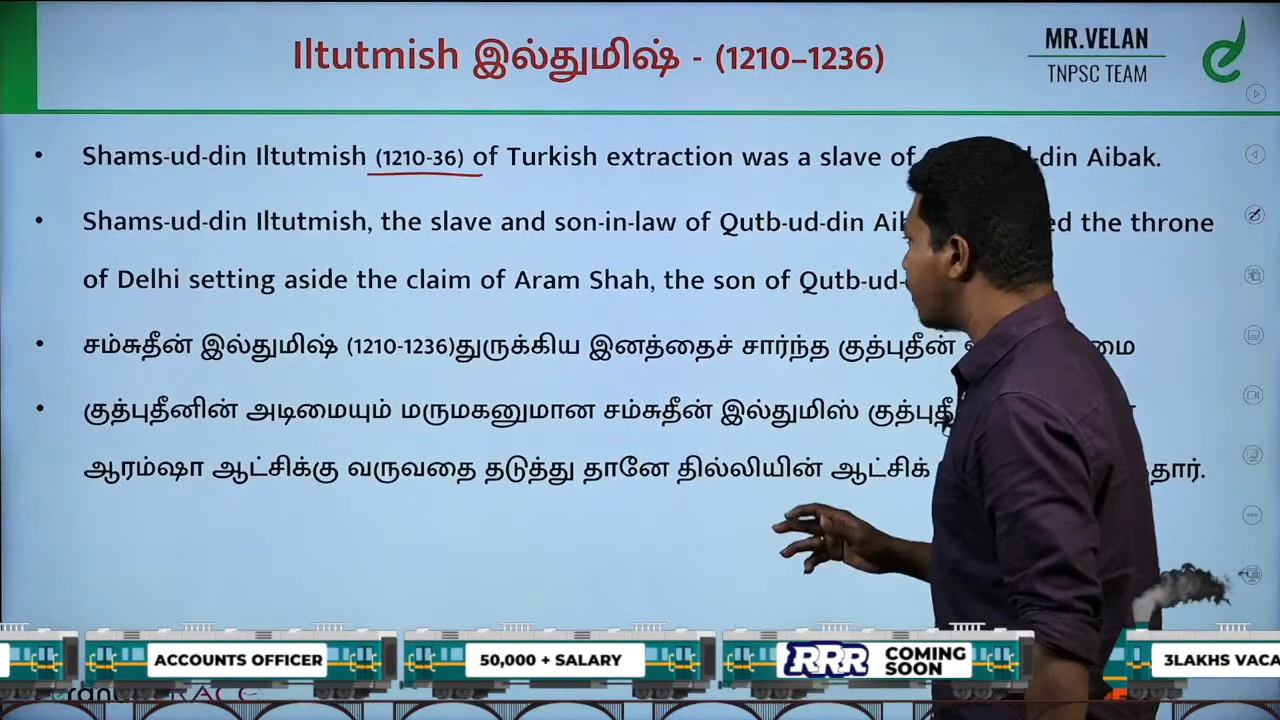 Iltutmish இல்துமிஷ் - (1210–1236)
MR.VELAN
TNPSC TEAM
• Shams-ud-din Iltutmish (1210-36) of Turkish extraction was a slave of din Aibak.
• Shams-ud-din Iltutmish, the slave and son-in-law of Qutb-ud-din the throne
of Delhi setting aside the claim of Aram Shah, the son of Qutb-ud-
• சம்சுதீன் இல்துமிஷ் (1210-1236)துருக்கிய இனத்தைச் சார்ந்த குத்புதீன்
• குத்புதீனின் அடிமையும் மருமகனுமான சம்சுதீன் இல்துமிஸ்
ஆரம்ஷா ஆட்சிக்கு வருவதை தடுத்து தானே தில்லியின் ஆட்சிக்
ACCOUNTS OFFICER
50,000 + SALARY
RRR
COMING
SOON
3LAKHS
RACE